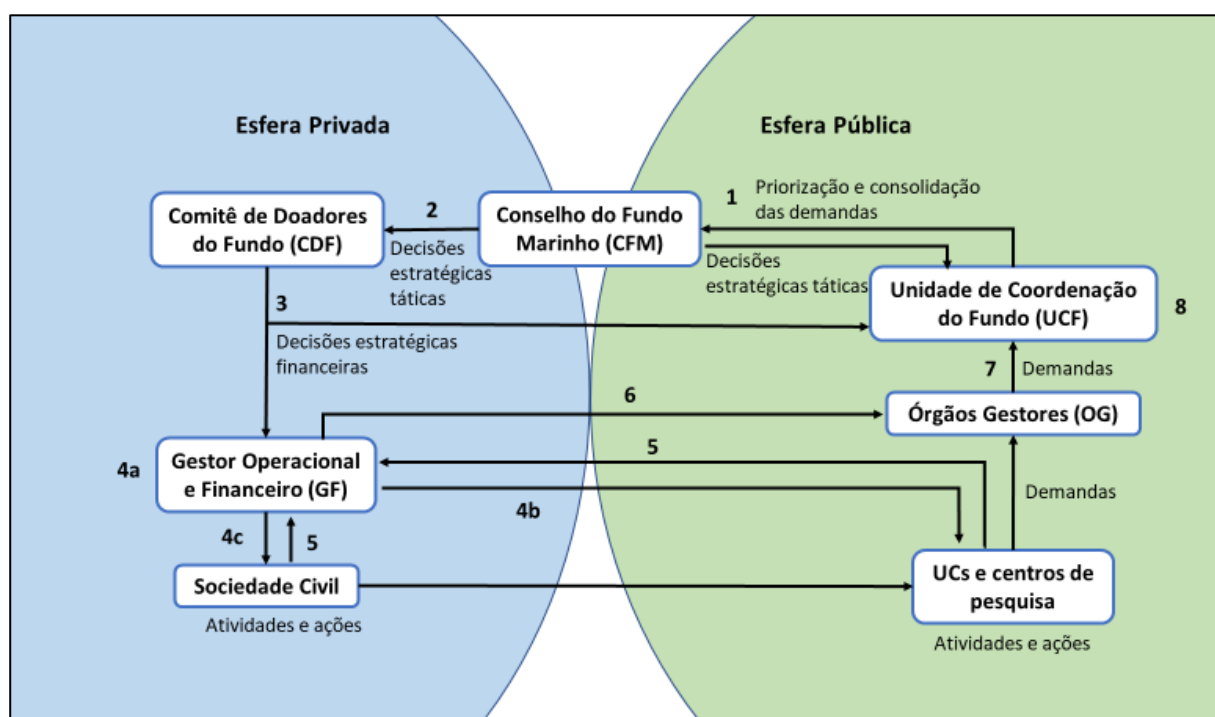 Esfera Privada
Esfera Pública
1
Priorização e consolidação
das demandas
2
Comitê de Doadores
do Fundo (CDF)
Conselho do Fundo
Marinho (CFM)
Decisões
estratégicas
táticas
Decisões
estratégicas táticas
Unidade de Coordenação
do Fundo (UCF)
8
3
Decisões estratégicas
financeiras
7
Demandas
6
Órgãos Gestores (OG)
4a
Gestor Operacional
e Financeiro (GF)
5
4b
Demandas
4c
5
Sociedade Civil
Atividades e ações
UCs e centros de
pesquisa
Atividades e ações